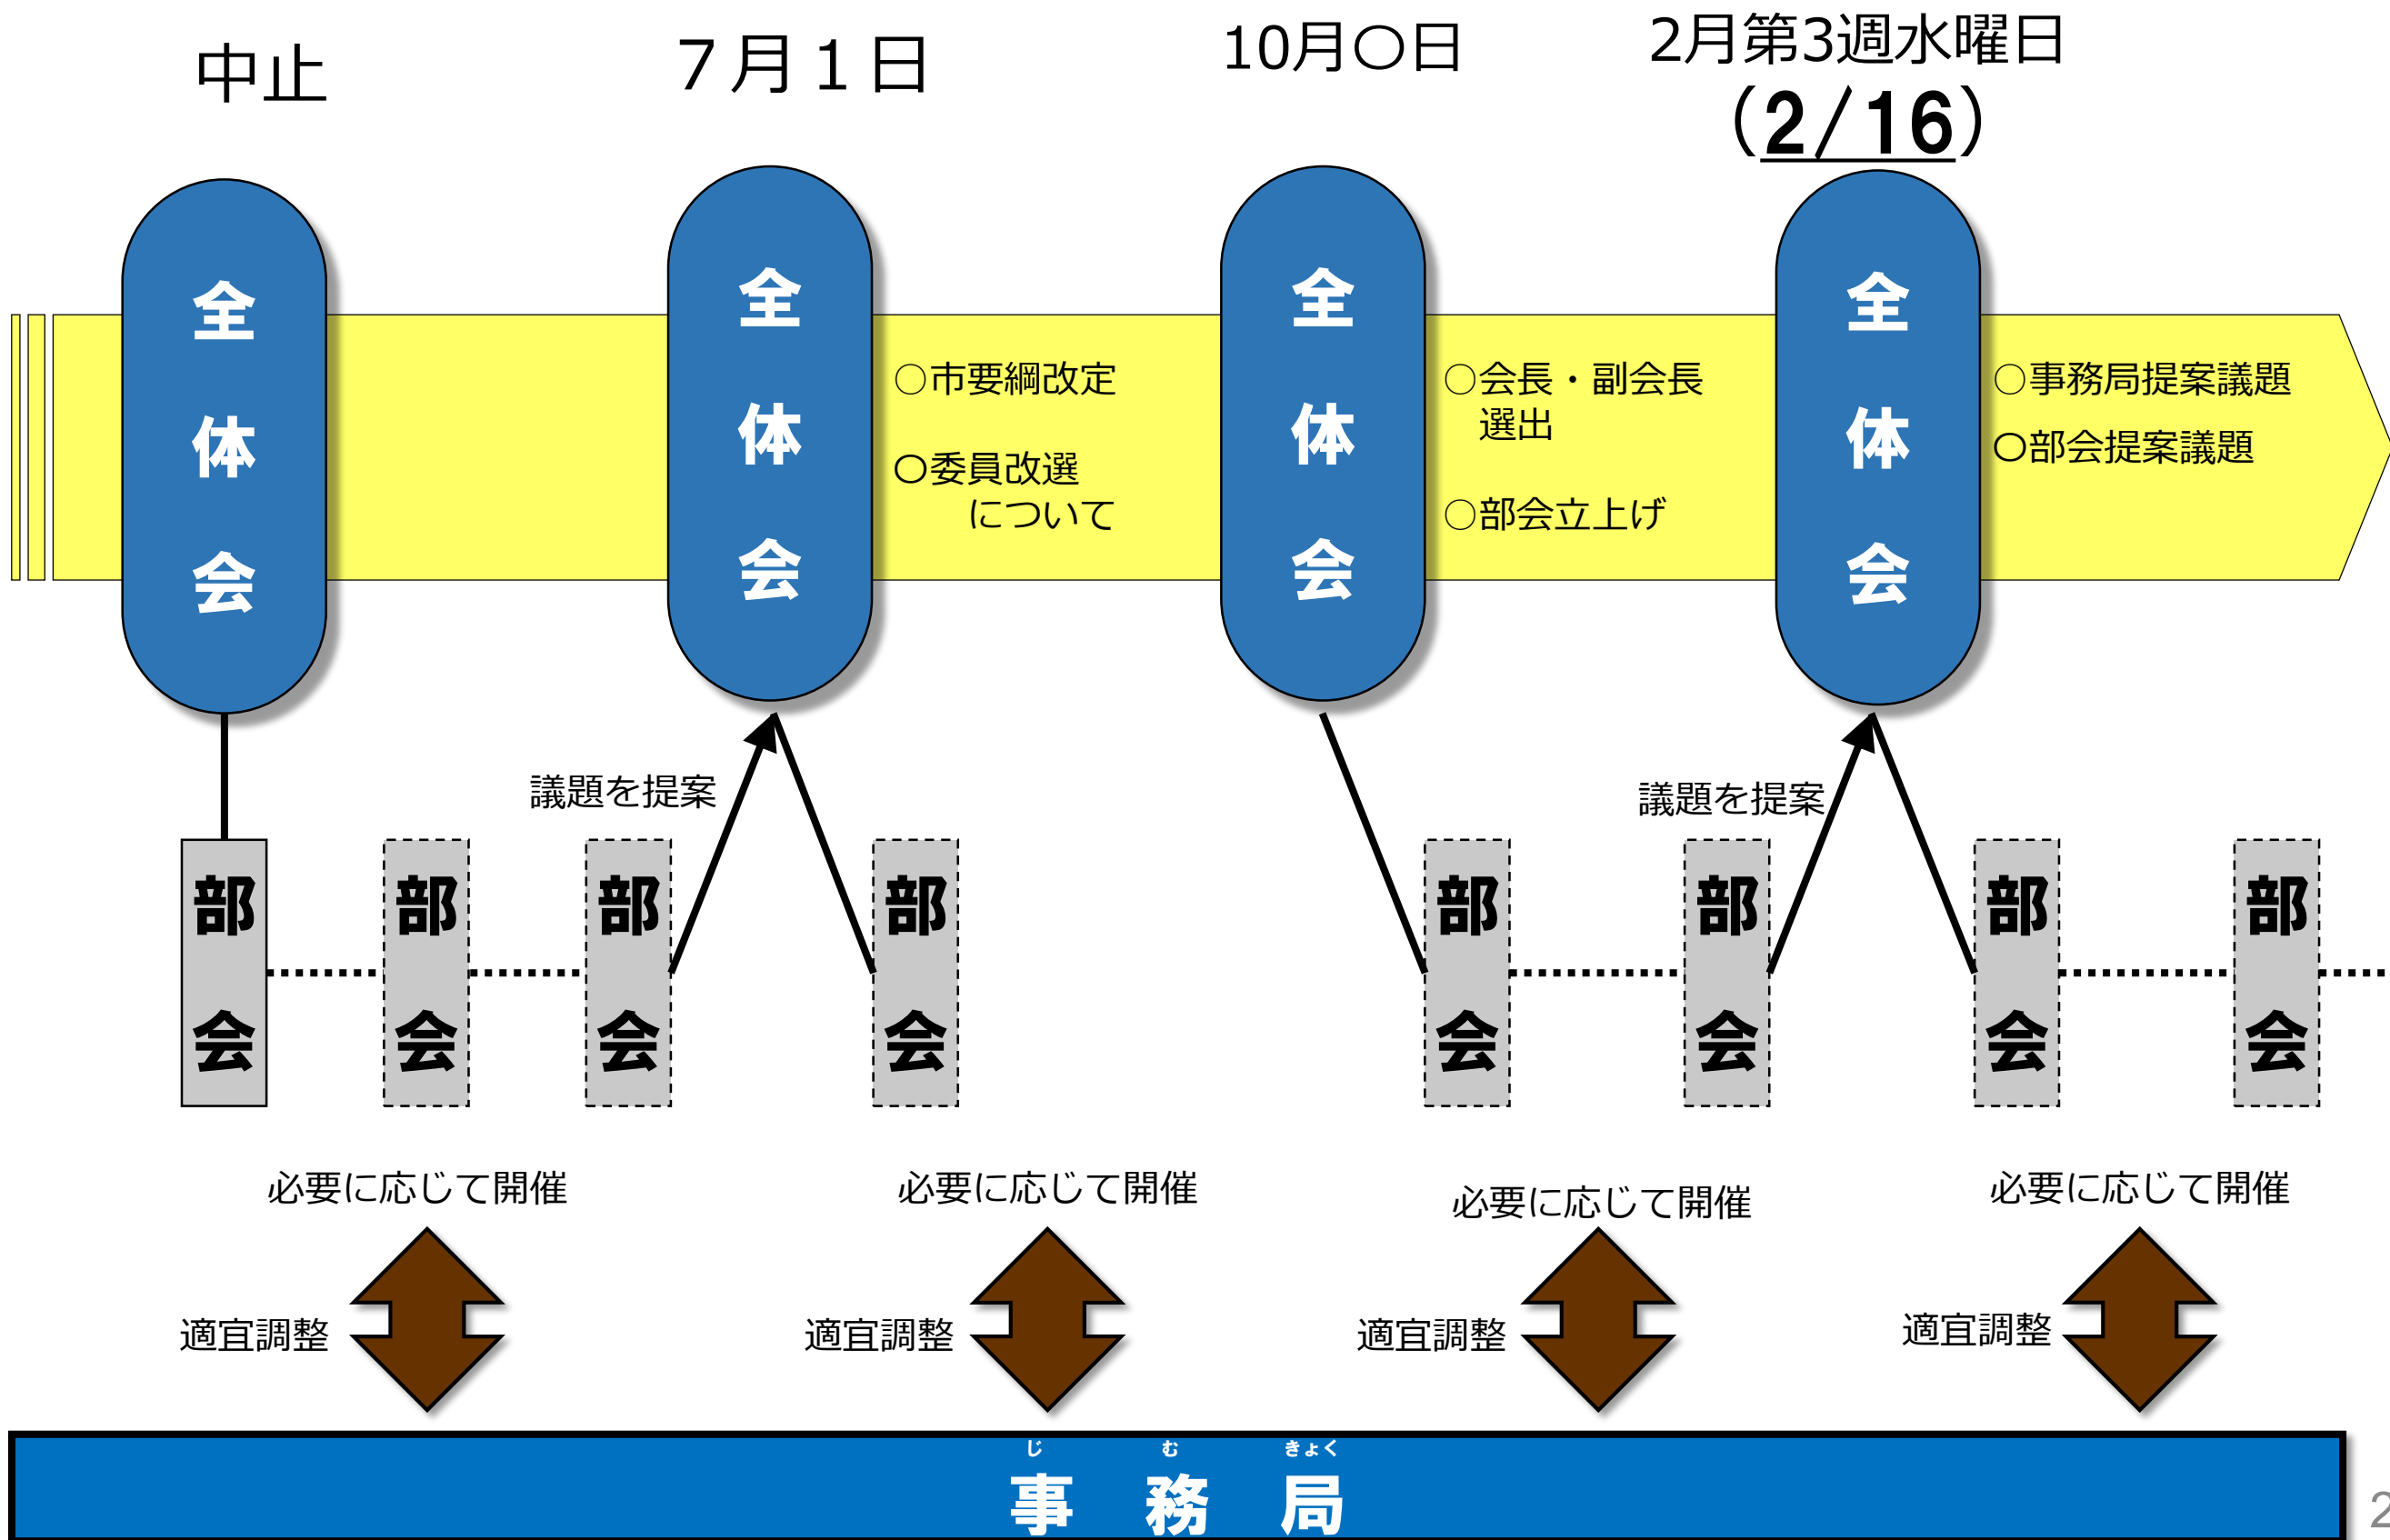 中止
７月１日
10月〇日
2月第3週水曜日
（2/16）
全体会
全体会
全体会
全体会
○市要綱改定
〇委員改選
について
○会長・副会長
選出
○部会立上げ
○事務局提案議題
〇部会提案議題
議題を提案
議題を提案
部会
部会
部会
部会
部会
部会
部会
部会
必要に応じて開催
必要に応じて開催
必要に応じて開催
必要に応じて開催
適宜調整
適宜調整
適宜調整
適宜調整
じ む きょく
事 務 局
2